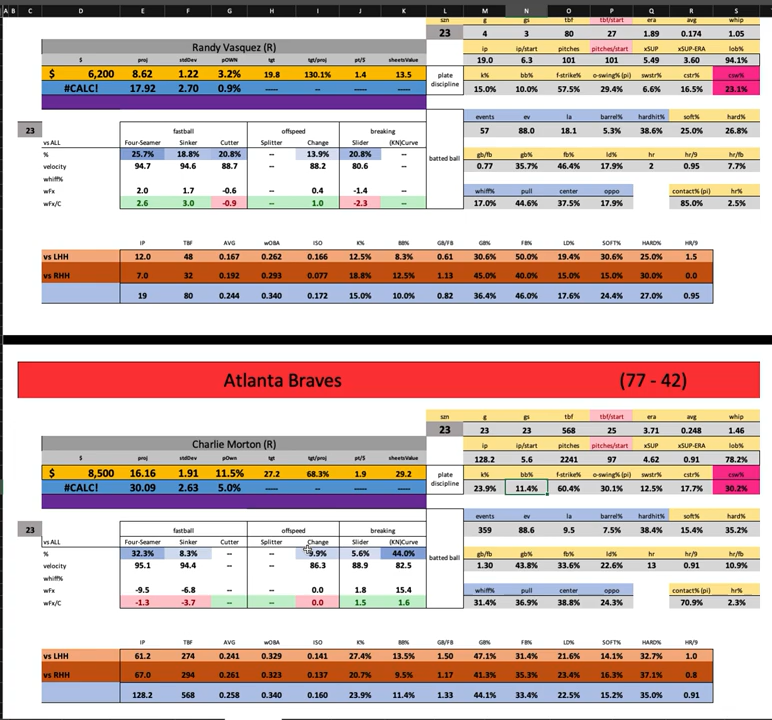 A B C D E F G H I J K L M N O P Q R S
szn g gs tbf tbf/start era avg whip
23 4 3 80 27 1.89 0.174 1.05
Randy Vasquez (R) ip ip/start pitches pitches/start xSUP xSUP-ERA lob%
$ proj stdDev pOWN tgt tgt/proj pt/$ sheetsValue 19.0 6.3 101 101 5.49 3.60 94.1%
$ 6,200 8.62 1.22 3.2% 19.8 130.1% 1.4 13.5 plate discipline k% bb% f-strike% o-swing% (pi) swstr% cstr% csw%
#CALC! 17.92 2.70 0.9% ---- ---- ---- ---- 15.0% 10.0% 57.5% 29.4% 6.6% 16.5% 23.1%
events ev la barrel% hardhit% soft% hard%
23 fastball offspeed breaking 57 88.0 18.1 5.3% 38.6% 25.0% 26.8%
vs ALL Four-Seamer Sinker Cutter Splitter Change Slider (KN)Curve
% 25.7% 18.8% 20.8% -- 13.9% 20.8% -- batted ball gb/fb gb% fb% ld% hr hr/9 hr/fb
velocity 94.7 94.6 88.7 -- 88.2 80.6 -- 0.77 35.7% 46.4% 17.9% 2 0.95 7.7%
whiff%
wFx 2.0 1.7 -0.6 0.4 -1.4 whiff% pull center oppo contact% (pi) hr%
wFx/C 2.6 3.0 -0.9 -- 1.0 -2.3 -- 17.0% 44.6% 37.5% 17.9% 85.0% 2.5%
IP TBF AVG wOBA ISO K% BB% GB/FB GB% FB% LD% SOFT% HARD% HR/9
vs LHH 12.0 48 0.167 0.262 0.166 12.5% 8.3% 0.61 30.6% 50.0% 19.4% 30.6% 25.0% 1.5
vs RHH 7.0 32 0.192 0.293 0.077 18.8% 12.5% 1.13 45.0% 40.0% 15.0% 15.0% 30.0% 0.0
19 80 0.244 0.340 0.172 15.0% 10.0% 0.82 36.4% 46.0% 17.6% 24.4% 27.0% 0.95
Atlanta Braves (77 - 42)
szn g gs tbf tbf/start era avg whip
23 23 23 568 25 3.71 0.248 1.46
Charlie Morton (R) ip ip/start pitches pitches/start xSUP xSUP-ERA lob%
$ proj stdDev pOwn tgt tgt/proj pt/$ sheetsValue 128.2 5.6 2241 97 4.62 0.91 78.2%
$ 8,500 16.16 1.91 11.5% 27.2 68.3% 1.9 29.2 plate discipline k% bb% f-strike% o-swing% (pi) swstr% cstr% csw%
#CALC! 30.09 2.63 5.0% ---- ---- ---- ---- 23.9% 11.4% 60.4% 30.1% 12.5% 17.7% 30.2%
events ev la barrel% hardhit% soft% hard%
23 fastball offspeed breaking 359 88.6 9.5 7.5% 38.4% 15.4% 35.2%
vs ALL Four-Seamer Sinker Cutter Splitter Change Slider (KN)Curve
% 32.3% 8.3% -- -- 9.9% 5.6% 44.0% batted ball gb/fb gb% fb% ld% hr hr/9 hr/fb
velocity 95.1 94.4 -- -- 86.3 88.9 82.5 1.30 43.8% 33.6% 22.6% 13 0.91 10.9%
whiff%
wFx -9.5 -6.8 0.0 1.8 15.4 whiff% pull center oppo contact% (pi) hr%
wFx/C -1.3 -3.7 -- -- 0.0 1.5 1.6 31.4% 36.9% 38.8% 24.3% 70.9% 2.3%
IP TBF AVG wOBA ISO K% BB% GB/FB GB% FB% LD% SOFT% HARD% HR/9
vs LHH 61.2 274 0.241 0.329 0.141 27.4% 13.5% 1.50 47.1% 31.4% 21.6% 14.1% 32.7% 1.0
vs RHH 67.0 294 0.261 0.323 0.137 20.7% 9.5% 1.17 41.3% 35.3% 23.4% 16.3% 37.1% 0.8
128.2 568 0.258 0.340 0.160 23.9% 11.4% 1.33 44.1% 33.4% 22.5% 15.2% 35.0% 0.91